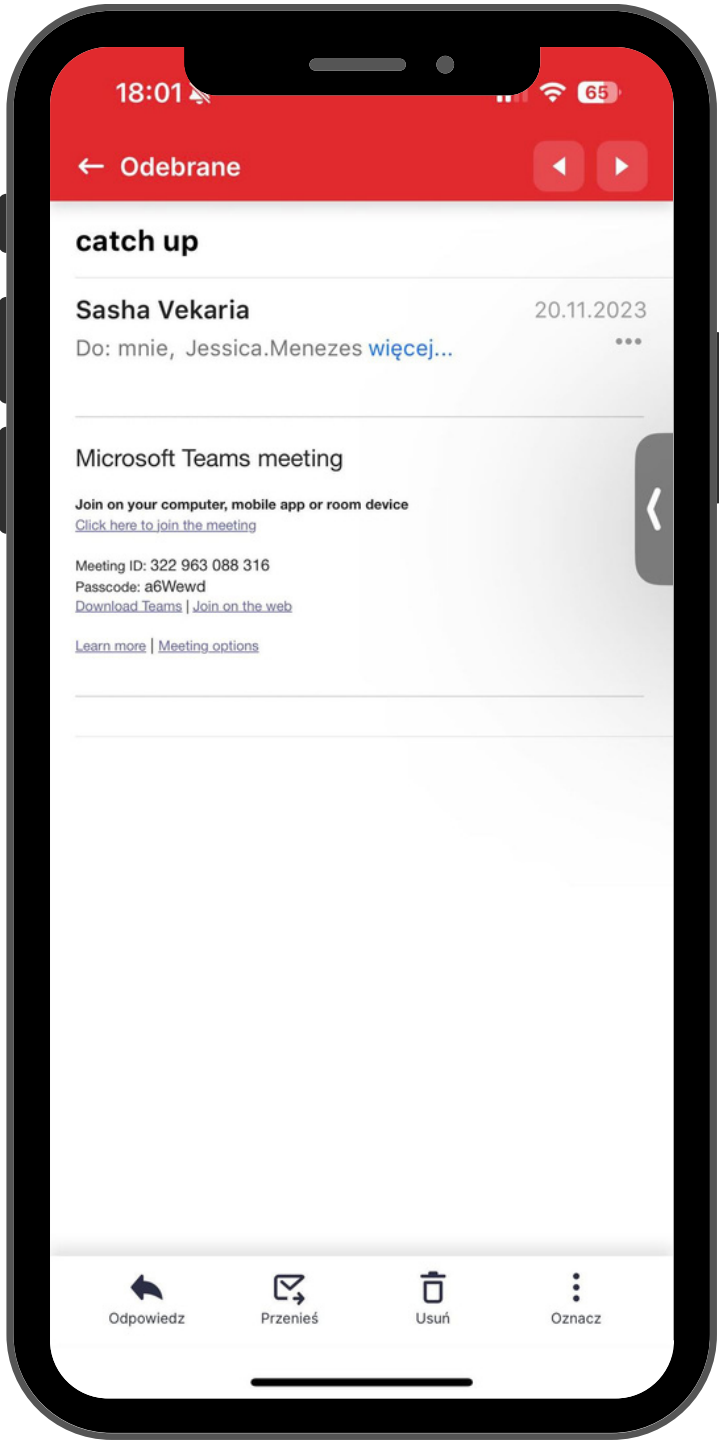 18:01
65
Odebrane
catch up
Sasha Vekaria 20.11.2023
Do: mnie, Jessica.Menezes więcej...
Microsoft Teams meeting
Join on your computer, mobile app or room device
Click here to join the meeting
Meeting ID: 322 963 088 316
Passcode: a6Wewd
Download Teams | Join on the web
Learn more | Meeting options
Odpowiedz Przenieś Usuń Oznacz